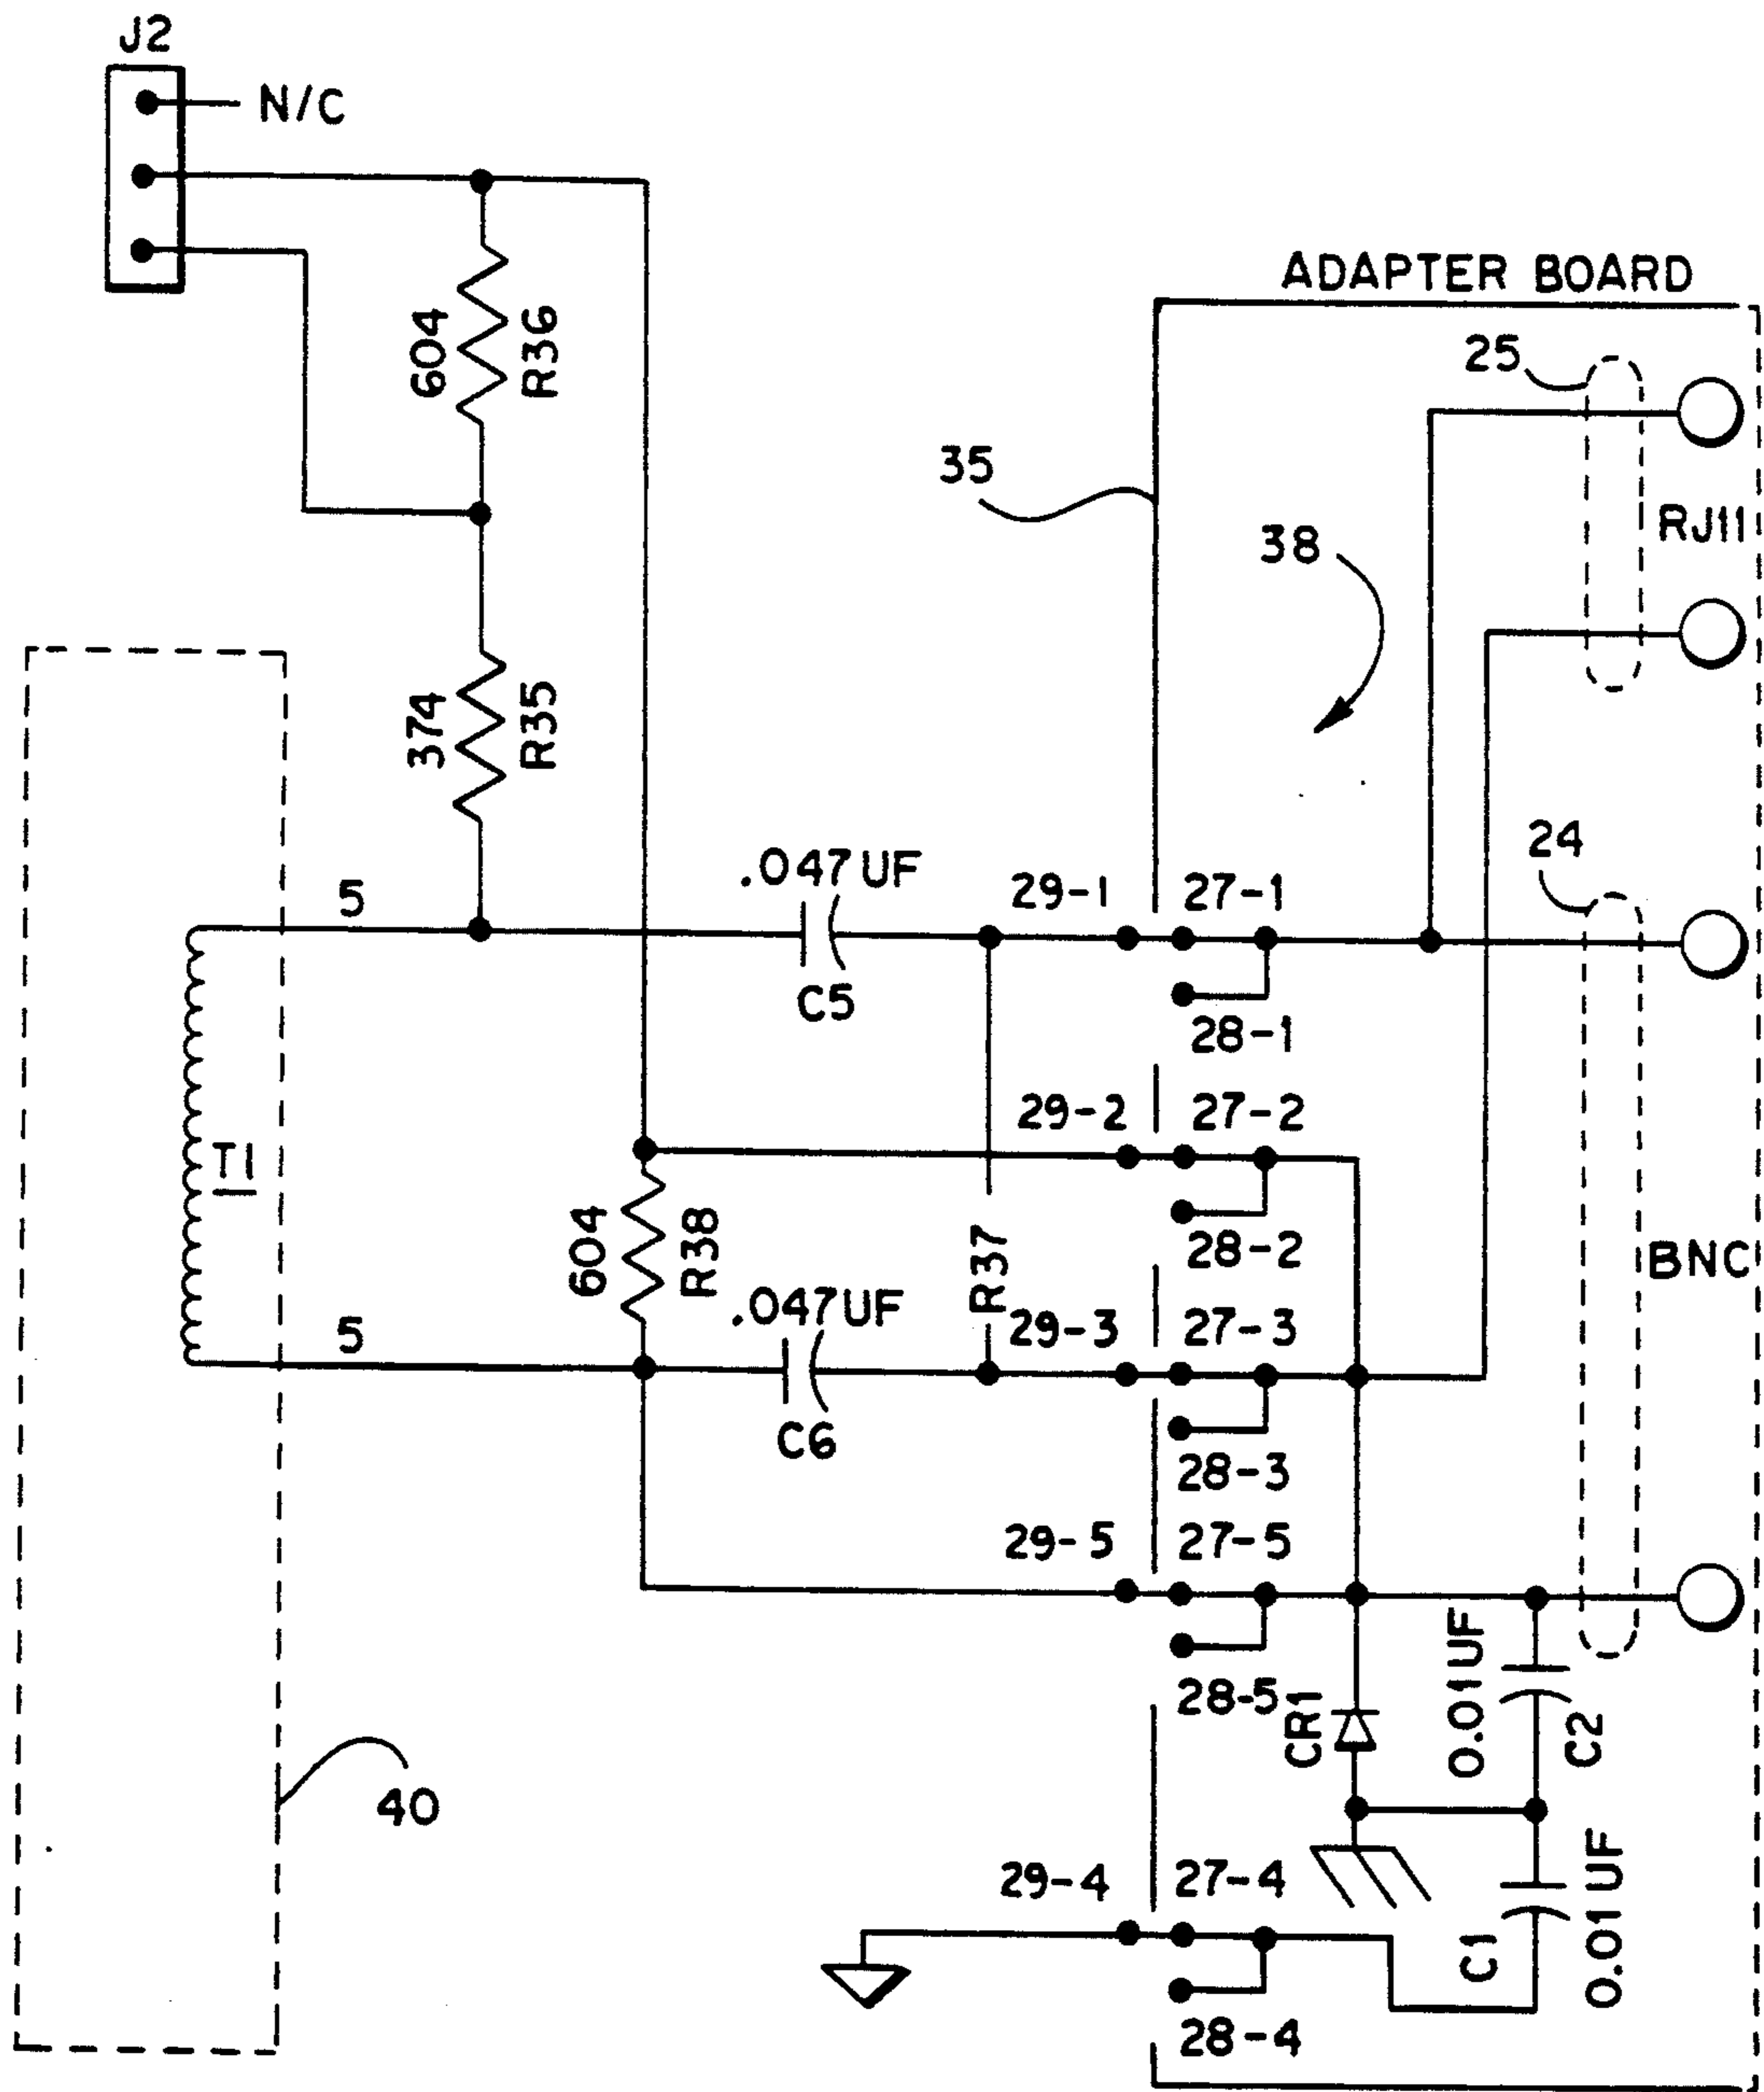 J2
N/C
ADAPTER BOARD
604
R36
25
35
RJ11
38
374
R35
24
5
.047UF
29-1
27-1
C5
28-1
29-2
27-2
T1
604
R38
R37
28-2
BNC
.047UF
29-3
27-3
5
C6
28-3
29-5
27-5
28-5
CR1
0.01UF
C2
40
29-4
27-4
C1
0.01UF
28-4